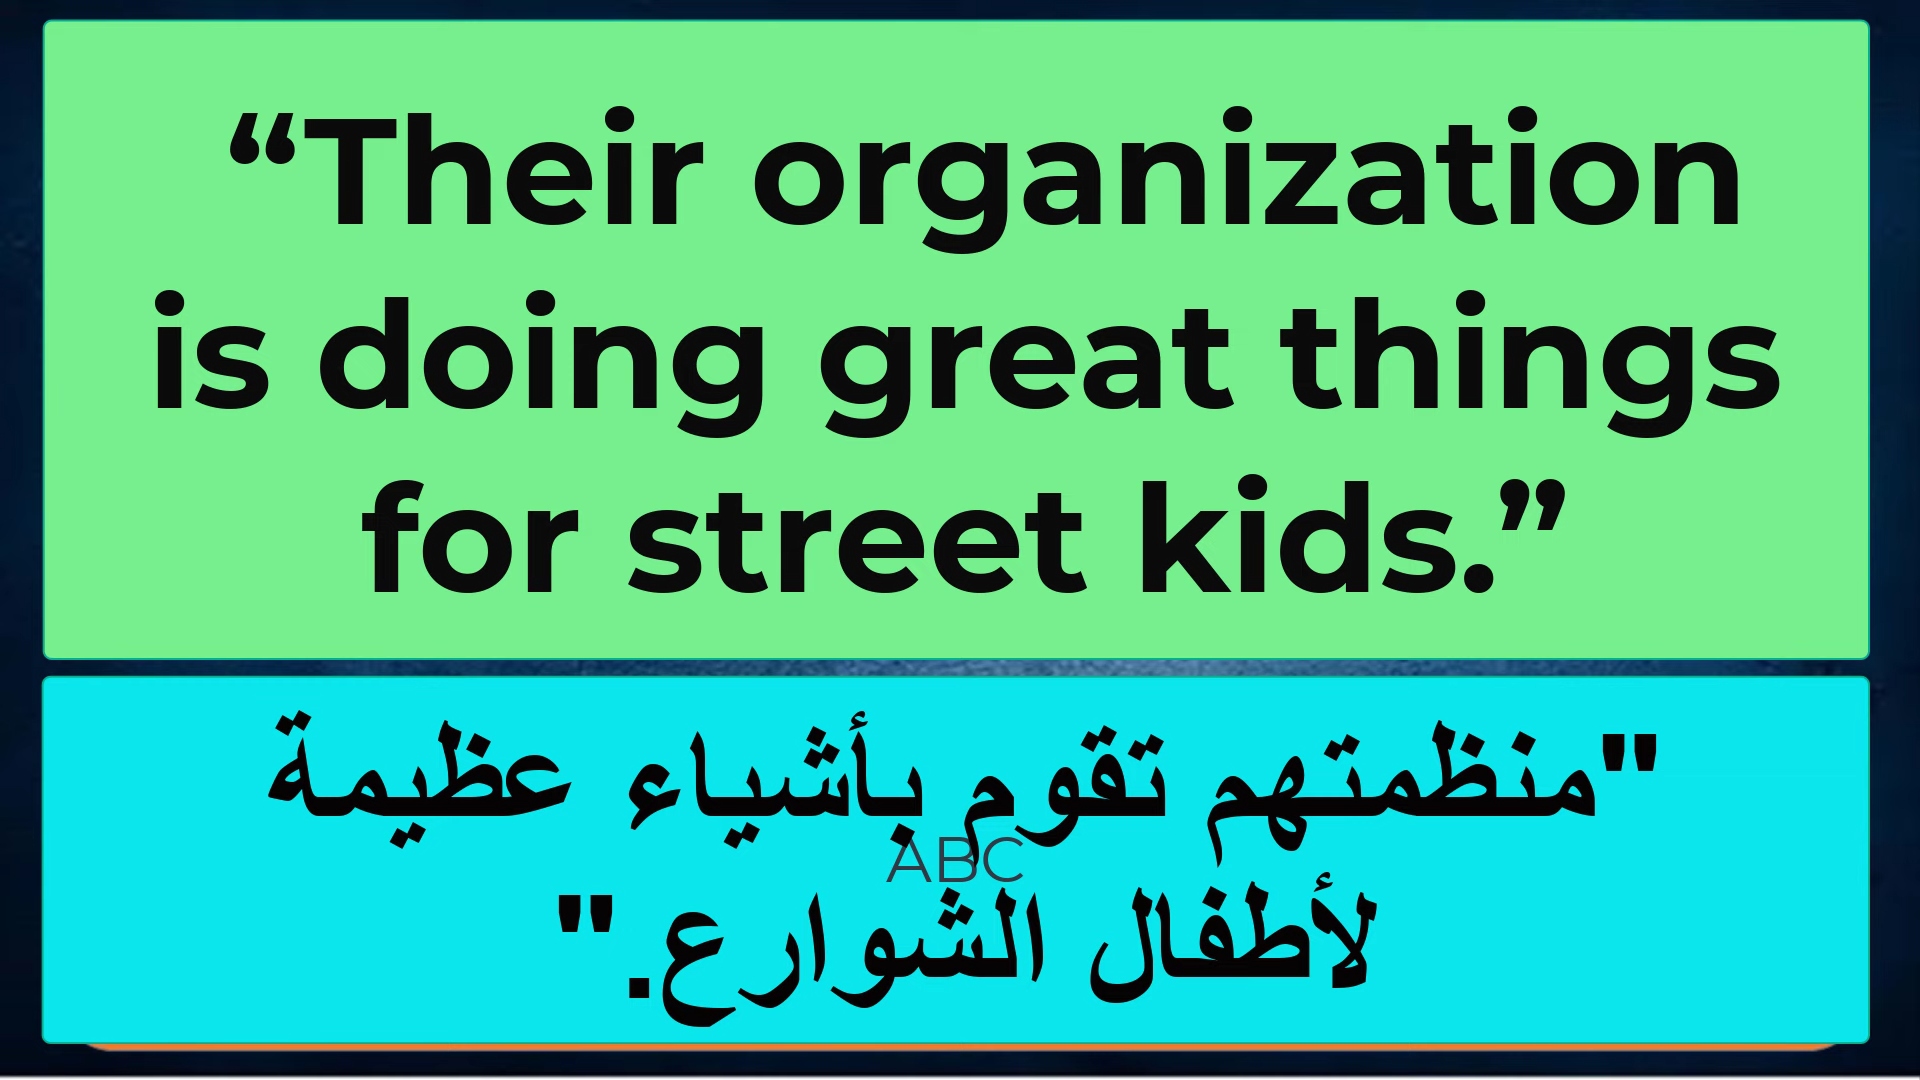 “Their organization
is doing great things
for street kids.”
"منظمتهم تقوم بأشياء عظيمة
ABC
لأطفال الشوارع."